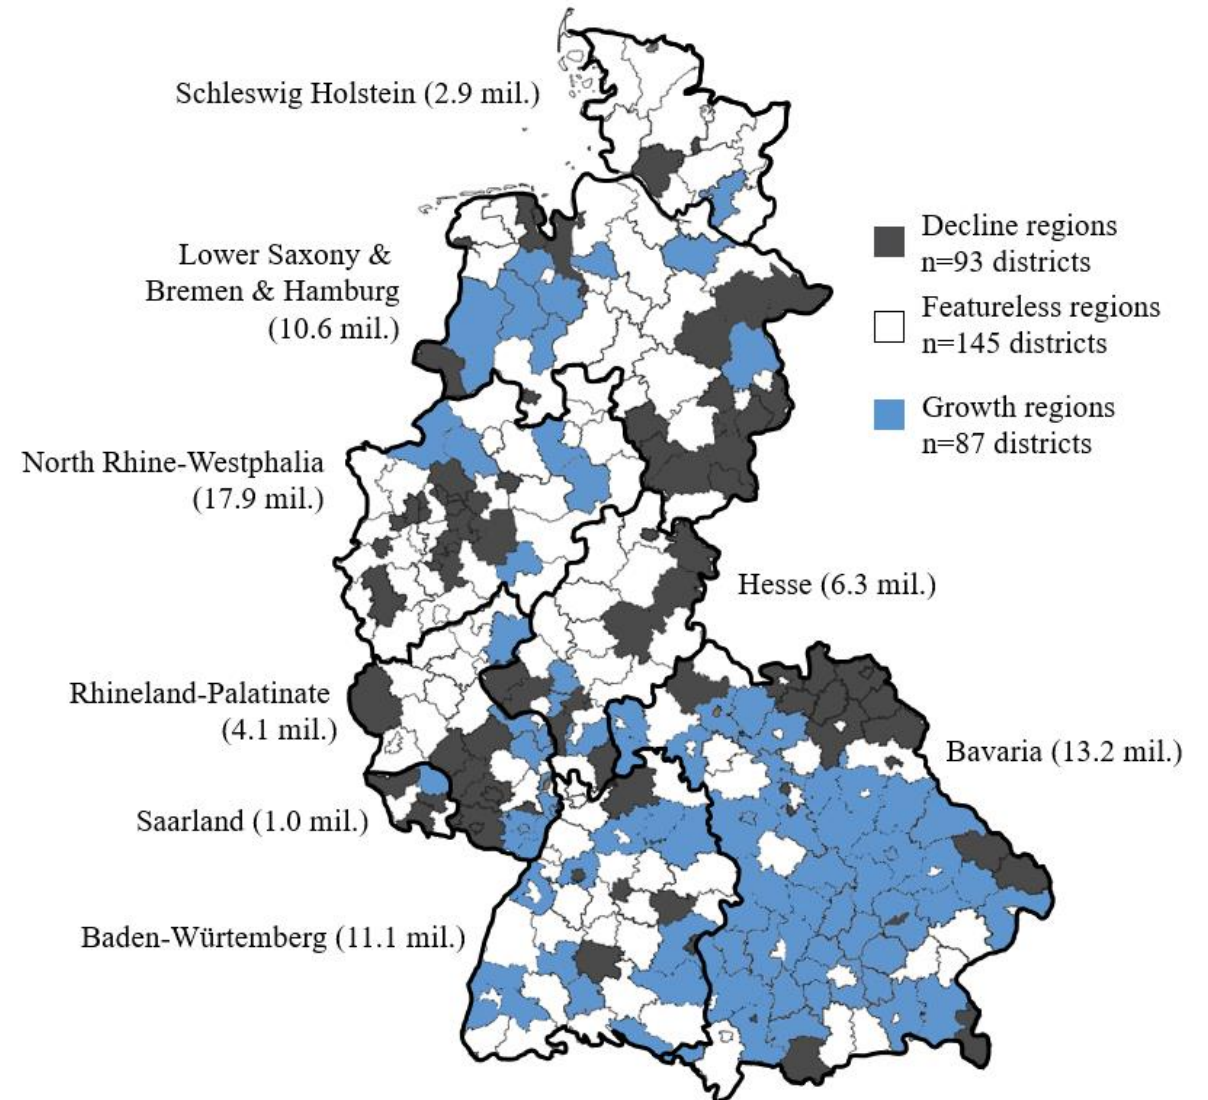 Schleswig Holstein (2.9 mil.)
Lower Saxony &
Bremen & Hamburg
(10.6 mil.)
North Rhine-Westphalia
(17.9 mil.)
Rhineland-Palatinate
(4.1 mil.)
Saarland (1.0 mil.)
Baden-Würtemberg (11.1 mil.)
Hesse (6.3 mil.)
Bavaria (13.2 mil.)
Decline regions
n=93 districts
Featureless regions
n=145 districts
Growth regions
n=87 districts